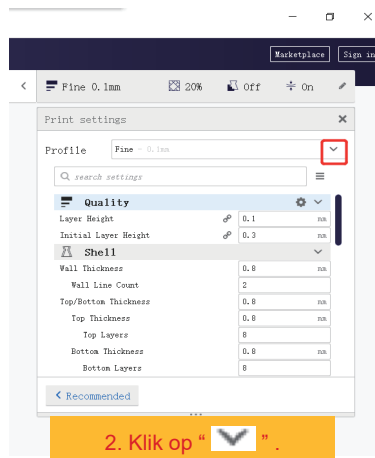 Marketplace Sign in
Fine 0.1mm 20% Off On
Print settings
Profile Fine - 0.1mm
search settings
Quality
Layer Height 0.1 mm
Initial Layer Height 0.3 mm
Shell
Wall Thickness 0.8 mm
Wall Line Count 2
Top/Bottom Thickness 0.8 mm
Top Thickness 0.8 mm
Top Layers 8
Bottom Thickness 0.8 mm
Bottom Layers 8
Recommended
2. Klik op “ ” .